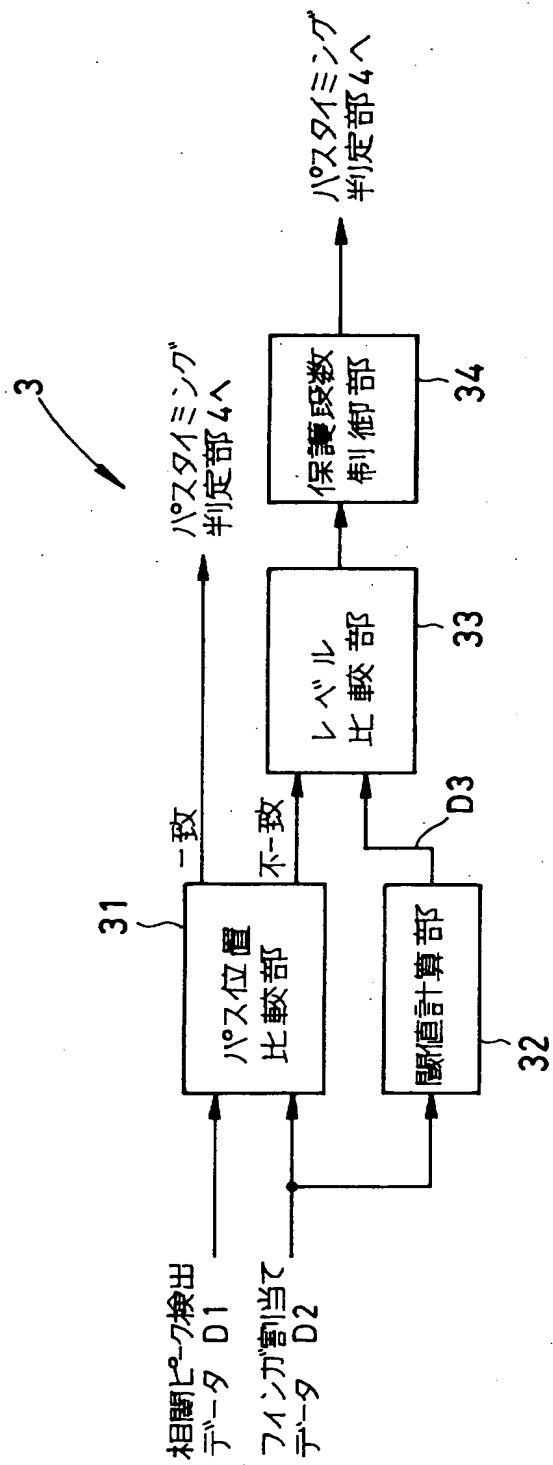 3
相関ピーク検出
データ D1
フィンガ割当て
データ D2
31
パス位置
比較部
一致
不一致
パスタイミング
判定部4へ
閾値計算部
32
D3
レベル
比較部
33
保護段数
制御部
34
パスタイミング
判定部4へ